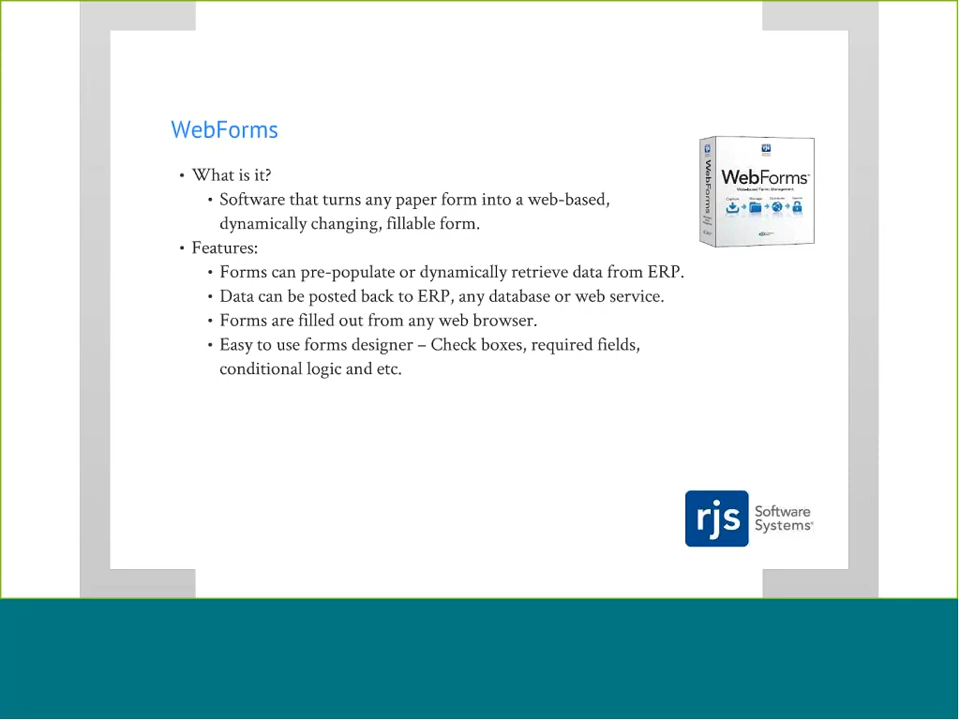 WebForms
• What is it?
• Software that turns any paper form into a web-based,
dynamically changing, fillable form.
• Features:
• Forms can pre-populate or dynamically retrieve data from ERP.
• Data can be posted back to ERP, any database or web service.
• Forms are filled out from any web browser.
• Easy to use forms designer – Check boxes, required fields,
conditional logic and etc.
rjs
WebForms
WebForms™
rjs Software
Systems®